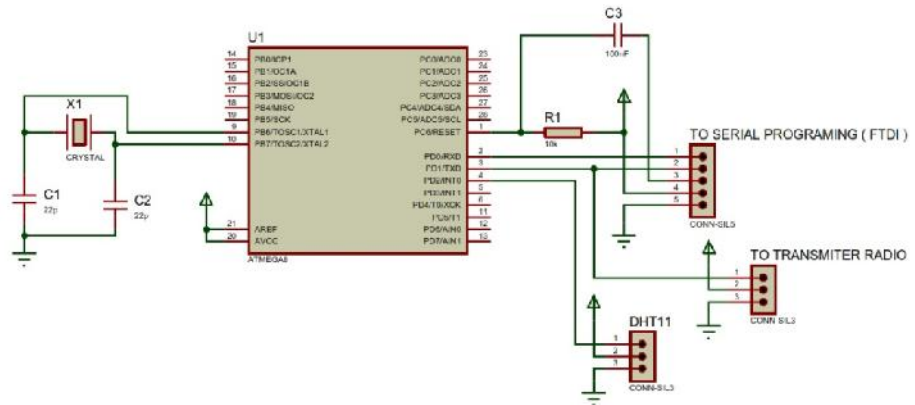 C3
100nF
U1
14 PB0/ICP1 PC0/ADC0 23
15 PB1/OC1A PC1/ADC1 24
16 PB2/SS/OC1B PC2/ADC2 25
17 PB3/MOSI/OC2 PC3/ADC3 26
18 PB4/MISO PC4/ADC4/SDA 27
19 PB5/SCK PC5/ADC5/SCL 28
9 PB6/TOSC1/XTAL1 PC6/RESET 1
10 PB7/TOSC2/XTAL2
PD0/RXD 2
PD1/TXD 3
PD2/INT0 4
PD3/INT1 5
PD4/T0/XCK 6
PD5/T1 11
21 AREF PD6/AIN0 12
20 AVCC PD7/AIN1 13
ATMEGA8
X1
CRYSTAL
C1
22p
C2
22p
R1
10k
TO SERIAL PROGRAMING ( FTDI )
1
2
3
4
5
CONN-SIL5
TO TRANSMITER RADIO
1
2
3
CONN-SIL3
DHT11
1
2
3
CONN-SIL3